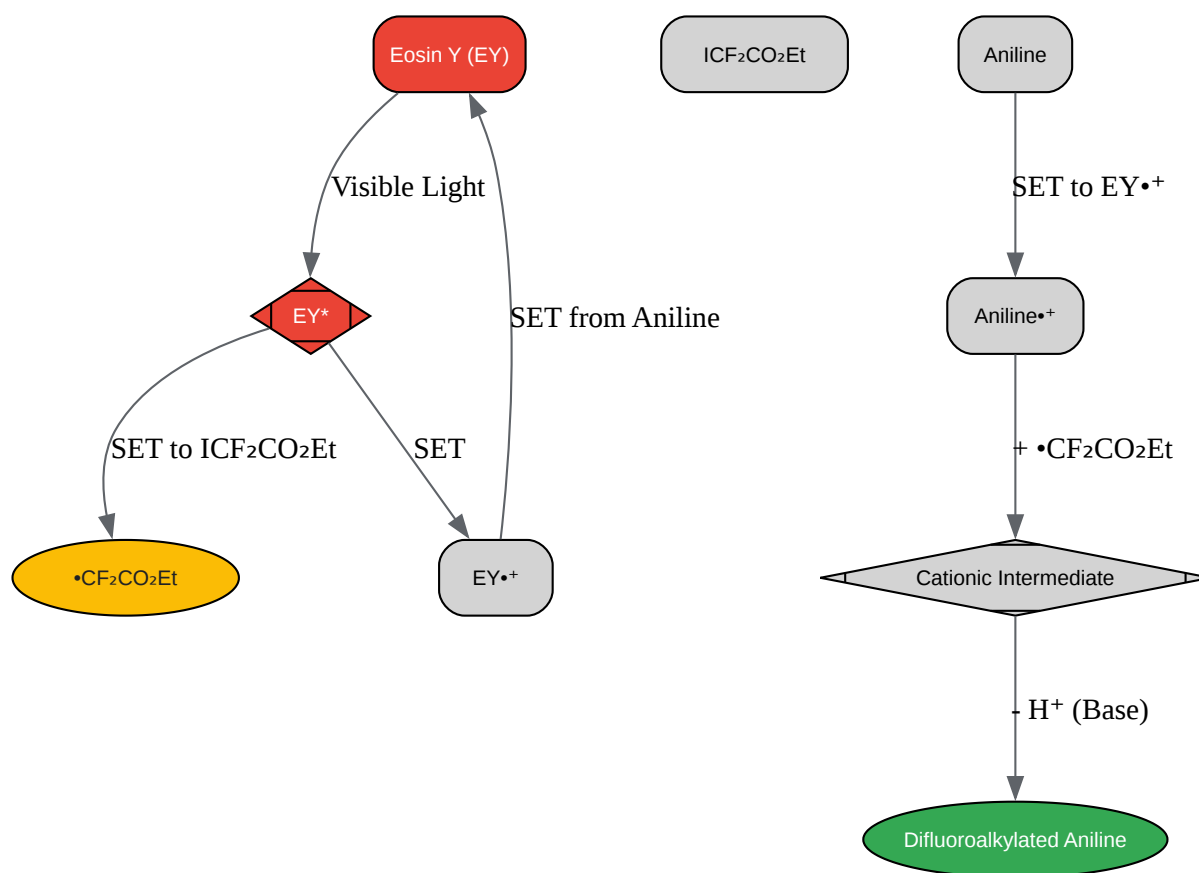 Eosin Y (EY)
ICF₂CO₂Et
Aniline
Visible Light
SET to EY•⁺
EY*
SET from Aniline
Aniline•⁺
SET to ICF₂CO₂Et
SET
+ •CF₂CO₂Et
•CF₂CO₂Et
EY•⁺
Cationic Intermediate
- H⁺ (Base)
Difluoroalkylated Aniline